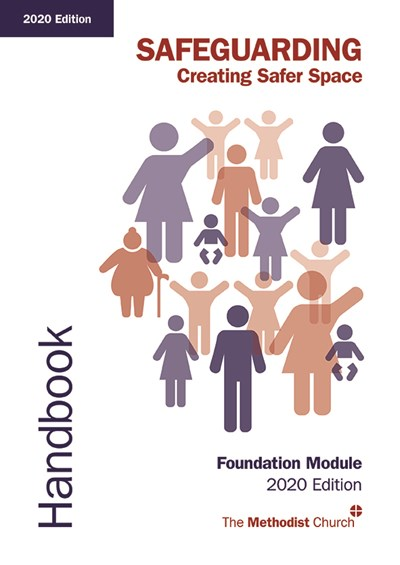 2020 Edition
SAFEGUARDING
Creating Safer Space
Handbook
Foundation Module
2020 Edition
The Methodist Church